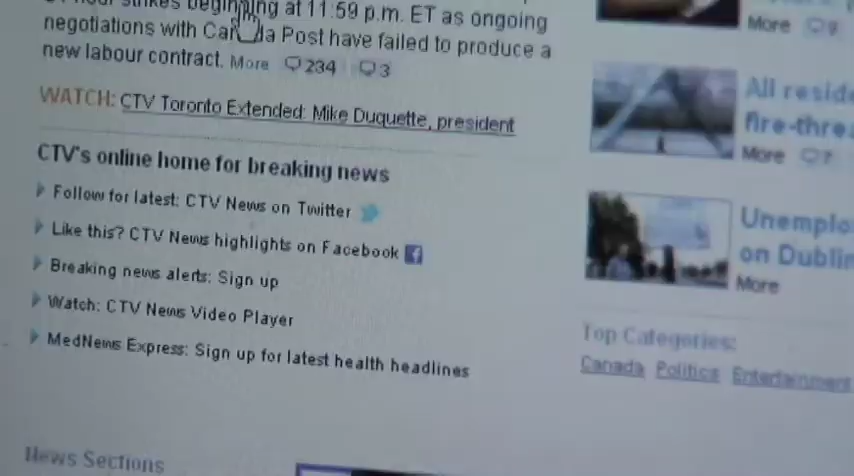 strikes beginning at 11:59 p.m. ET as ongoing
negotiations with Canada Post have failed to produce a
new labour contract. More 234 3
WATCH: CTV Toronto Extended: Mike Duquette, president
CTV's online home for breaking news
Follow for latest: CTV News on Twitter
Like this? CTV News highlights on Facebook
Breaking news alerts: Sign up
Watch: CTV News Video Player
MedNews Express: Sign up for latest health headlines
News Sections
More 9
All
More 7
on Dublin
More
Top Categories:
Canada Politics Entertainment